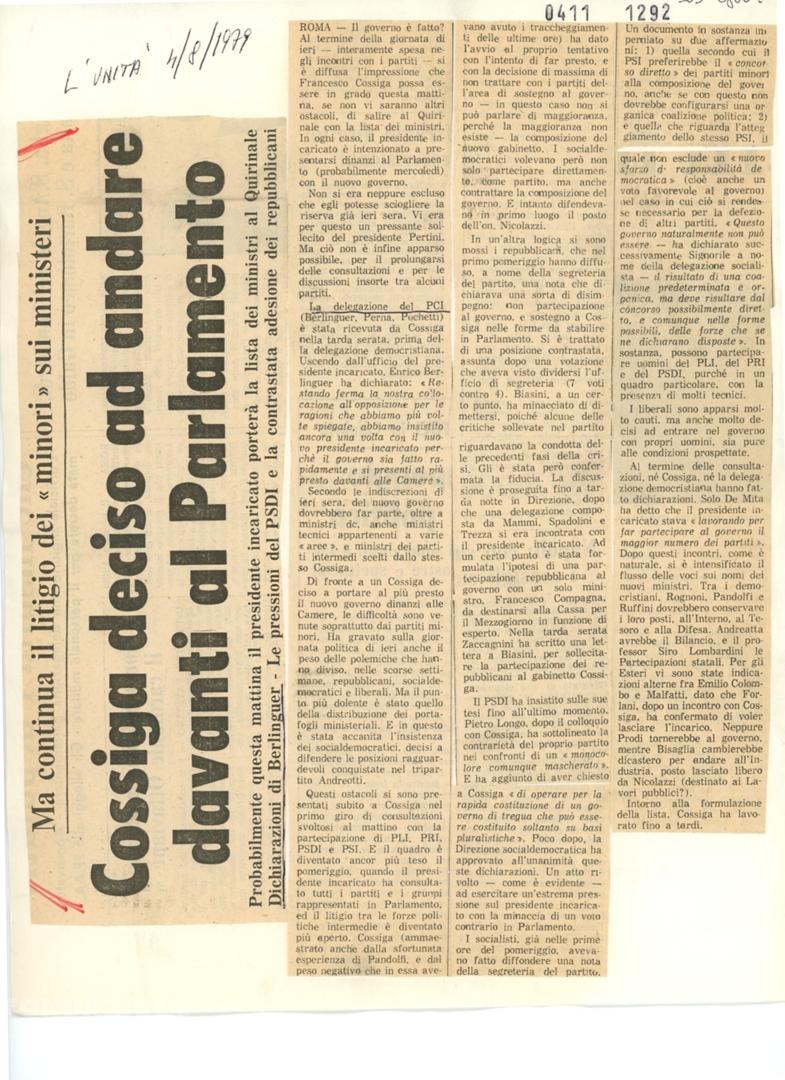 L'UNITÀ 4/8/1979
0411 1292
Ma continua il litigio dei « minori » sui ministeri
Cossiga deciso ad andare
davanti al Parlamento
Probabilmente questa mattina il presidente incaricato porterà la lista dei ministri al Quirinale
Dichiarazioni di Berlinguer - Le pressioni del PSDI e la contrastata adesione dei repubblicani
ROMA — Il governo è fatto?
Al termine della giornata di
ieri — interamente spesa ne-
gli incontri con i partiti — si
è diffusa l'impressione che
Francesco Cossiga possa es-
sere in grado questa matti-
na, se non vi saranno altri
ostacoli, di salire al Quiri-
nale con la lista dei ministri.
In ogni caso, il presidente in-
caricato è intenzionato a pre-
sentarsi dinanzi al Parlamento
(probabilmente mercoledì)
con il nuovo governo.
Non si era neppure escluso
che egli potesse sciogliere la
riserva già ieri sera. Vi era
per questo un pressante sol-
lecito del presidente Pertini.
Ma ciò non è infine apparso
possibile, per il prolungarsi
delle consultazioni e per le
discussioni insorte tra alcuni
partiti.
La delegazione del PCI
(Berlinguer, Perna, Pochetti)
è stata ricevuta da Cossiga
nella tarda serata, prima del-
la delegazione democristiana.
Uscendo dall'ufficio del pre-
sidente incaricato, Enrico Ber-
linguer ha dichiarato: « Re-
stando ferma la nostra collo-
cazione all'opposizione per le
ragioni che abbiamo più vol-
te spiegate, abbiamo insistito
ancora una volta con il nuo-
vo presidente incaricato per-
ché il governo sia fatto ra-
pidamente e si presenti al più
presto davanti alle Camere ».
Secondo le indiscrezioni di
ieri sera, del nuovo governo
dovrebbero far parte, oltre a
ministri dc, anche ministri
tecnici appartenenti a varie
« aree », e ministri dei parti-
ti intermedi scelti dallo stes-
so Cossiga.
Di fronte a un Cossiga de-
ciso a portare al più presto
il nuovo governo dinanzi alle
Camere, le difficoltà sono ve-
nute soprattutto dai partiti mi-
nori. Ha gravato sulla gior-
nata politica di ieri anche il
peso delle polemiche che han-
no diviso, nelle scorse setti-
mane, repubblicani, socialde-
mocratici e liberali. Ma il pun-
to più dolente è stato quello
della distribuzione dei porta-
fogli ministeriali. E in questo
è stata accanita l'insistenza
dei socialdemocratici, decisi a
difendere le posizioni ragguar-
devoli conquistate nel tripar-
tito Andreotti.
Questi ostacoli si sono pre-
sentati subito a Cossiga nel
primo giro di consultazioni
svoltosi al mattino con la
partecipazione di PLI, PRI,
PSDI e PSI. E il quadro è
diventato ancor più teso il
pomeriggio, quando il presi-
dente incaricato ha consulta-
to tutti i partiti e i gruppi
rappresentati in Parlamento,
ed il litigio tra le forze poli-
tiche intermedie è diventato
più aperto. Cossiga (ammae-
strato anche dalla sfortunata
esperienza di Pandolfi, e dal
peso negativo che in essa ave-
vano avuto i traccheggiamen-
ti delle ultime ore) ha dato
l'avvio al proprio tentativo
con l'intento di far presto, e
con la decisione di massima di
non trattare con i partiti del-
l'area di sostegno al gover-
no — in questo caso non si
può parlare di maggioranza,
perché la maggioranza non
esiste — la composizione del
nuovo gabinetto. I socialde-
mocratici volevano però non
solo partecipare direttamen-
te, come partito, ma anche
contrattare la composizione del
governo. E intanto difendeva-
no in primo luogo il posto
dell'on. Nicolazzi.
In un'altra logica si sono
mossi i repubblicani, che nel
primo pomeriggio hanno diffu-
so, a nome della segreteria
del partito, una nota che di-
chiarava una sorta di disim-
pegno: non partecipazione
al governo, e sostegno a Cos-
siga nelle forme da stabilire
in Parlamento. Si è trattato
di una posizione contrastata,
assunta dopo una votazione
che aveva visto dividersi l'uf-
ficio di segreteria (7 voti
contro 4). Biasini, a un cer-
to punto, ha minacciato di di-
mettersi, poiché alcune delle
critiche sollevate nel partito
riguardavano la condotta del-
le precedenti fasi della cri-
si. Gli è stata però confer-
mata la fiducia. La discus-
sione è proseguita fino a tar-
da notte in Direzione, dopo
che una delegazione compo-
sta da Mammì, Spadolini e
Trezza si era incontrata con
il presidente incaricato. Ad
un certo punto è stata for-
mulata l'ipotesi di una par-
tecipazione repubblicana al
governo con un solo mini-
stro, Francesco Compagna,
da destinarsi alla Cassa per
il Mezzogiorno in funzione di
esperto. Nella tarda serata
Zaccagnini ha scritto una let-
tera a Biasini, per sollecita-
re la partecipazione dei re-
pubblicani al gabinetto Cossi-
ga.
Il PSDI ha insistito sulle sue
tesi fino all'ultimo momento.
Pietro Longo, dopo il colloquio
con Cossiga, ha sottolineato la
contrarietà del proprio partito
nei confronti di un « monoco-
lore comunque mascherato ».
E ha aggiunto di aver chiesto
a Cossiga « di operare per la
rapida costituzione di un go-
verno di tregua che può esse-
re costituito soltanto su basi
pluralistiche ». Poco dopo, la
Direzione socialdemocratica ha
approvato all'unanimità que-
ste dichiarazioni. Un atto ri-
volto — come è evidente —
ad esercitare un'estrema pres-
sione sul presidente incarica-
to con la minaccia di un voto
contrario in Parlamento.
I socialisti, già nelle prime
ore del pomeriggio, aveva-
no fatto diffondere una nota
della segreteria del partito.
Un documento in sostanza im-
perniato su due affermazio-
ni: 1) quella secondo cui il
PSI preferirebbe il « concor-
so diretto » dei partiti minori
alla composizione del gover-
no, anche se con questo non
dovrebbe configurarsi una or-
ganica coalizione politica; 2)
e quella che riguarda l'atteg-
giamento dello stesso PSI, il
quale non esclude un « nuovo
sforzo di responsabilità de-
mocratica » (cioè anche un
voto favorevole al governo)
nel caso in cui ciò si rendes-
se necessario per la defezio-
ne di altri partiti. « Questo
governo naturalmente non può
essere — ha dichiarato suc-
cessivamente Signorile a no-
me della delegazione sociali-
sta — il risultato di una coa-
lizione predeterminata e or-
ganica, ma deve risultare dal
concorso possibilmente diret-
to, e comunque nelle forme
possibili, delle forze che se
ne dichiarano disposte ». In
sostanza, possono partecipa-
re uomini del PLI, del PRI
e del PSDI, purché in un
quadro particolare, con la
presenza di molti tecnici.
I liberali sono apparsi mol-
to cauti, ma anche molto de-
cisi ad entrare nel governo
con propri uomini, sia pure
alle condizioni prospettate.
Al termine delle consulta-
zioni, né Cossiga, né la delega-
zione democristiana hanno fat-
to dichiarazioni. Solo De Mita
ha detto che il presidente in-
caricato stava « lavorando per
far partecipare al governo il
maggior numero dei partiti ».
Dopo questi incontri, come è
naturale, si è intensificato il
flusso delle voci sui nomi dei
nuovi ministri. Tra i demo-
cristiani, Rognoni, Pandolfi e
Ruffini dovrebbero conservare
i loro posti, all'Interno, al Te-
soro e alla Difesa. Andreatta
avrebbe il Bilancio, e il profes-
sor Siro Lombardini le
Partecipazioni statali. Per gli
Esteri vi sono state indica-
zioni alterne fra Emilio Colom-
bo e Malfatti, dato che For-
lani, dopo un incontro con Cos-
siga, ha confermato di voler
lasciare l'incarico. Neppure
Prodi tornerebbe al governo,
mentre Bisaglia cambierebbe
dicastero per andare all'In-
dustria, posto lasciato libero
da Nicolazzi (destinato ai La-
vori pubblici?).
Intorno alla formulazione
della lista, Cossiga ha lavo-
rato fino a tardi.